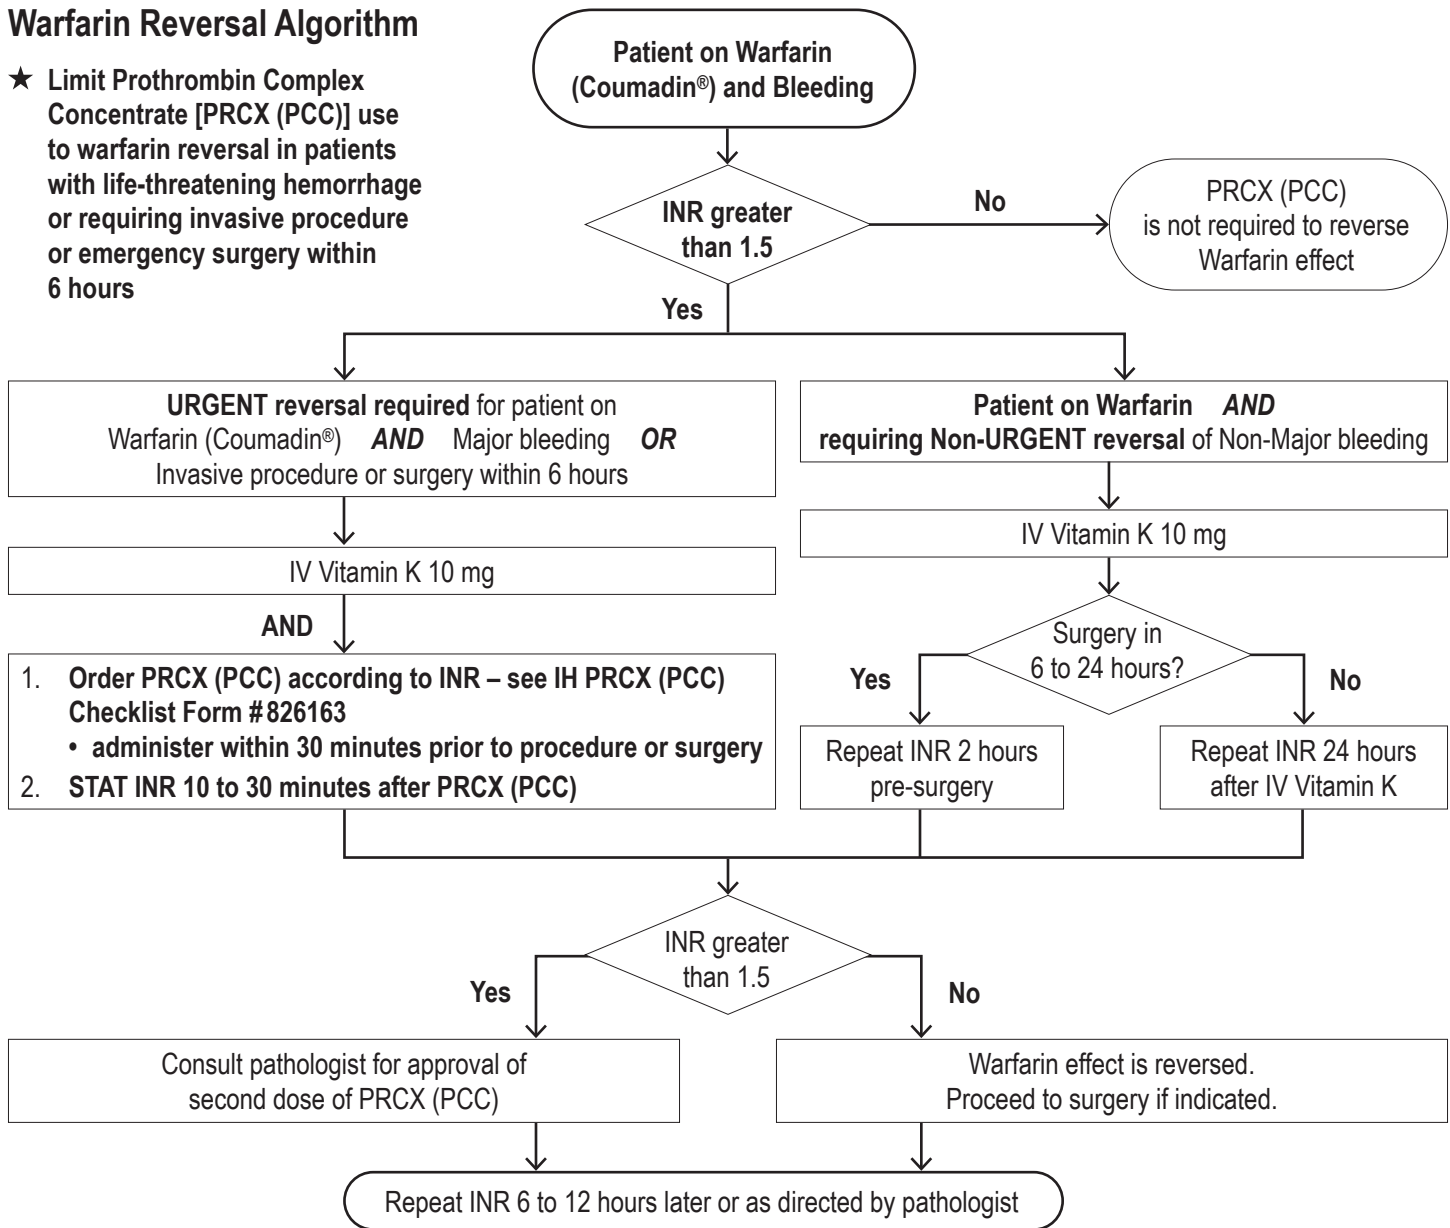 Warfarin Reversal Algorithm
★ Limit Prothrombin Complex
Concentrate [PRCX (PCC)] use
to warfarin reversal in patients
with life-threatening hemorrhage
or requiring invasive procedure
or emergency surgery within
6 hours
Patient on Warfarin
(Coumadin®) and Bleeding
INR greater
than 1.5
No
PRCX (PCC)
is not required to reverse
Warfarin effect
Yes
URGENT reversal required for patient on
Warfarin (Coumadin®) AND Major bleeding OR
Invasive procedure or surgery within 6 hours
IV Vitamin K 10 mg
AND
1. Order PRCX (PCC) according to INR – see IH PRCX (PCC)
Checklist Form #826163
• administer within 30 minutes prior to procedure or surgery
2. STAT INR 10 to 30 minutes after PRCX (PCC)
Patient on Warfarin AND
requiring Non-URGENT reversal of Non-Major bleeding
IV Vitamin K 10 mg
Surgery in
6 to 24 hours?
Yes
No
Repeat INR 2 hours
pre-surgery
Repeat INR 24 hours
after IV Vitamin K
INR greater
than 1.5
Yes
No
Consult pathologist for approval of
second dose of PRCX (PCC)
Warfarin effect is reversed.
Proceed to surgery if indicated.
Repeat INR 6 to 12 hours later or as directed by pathologist